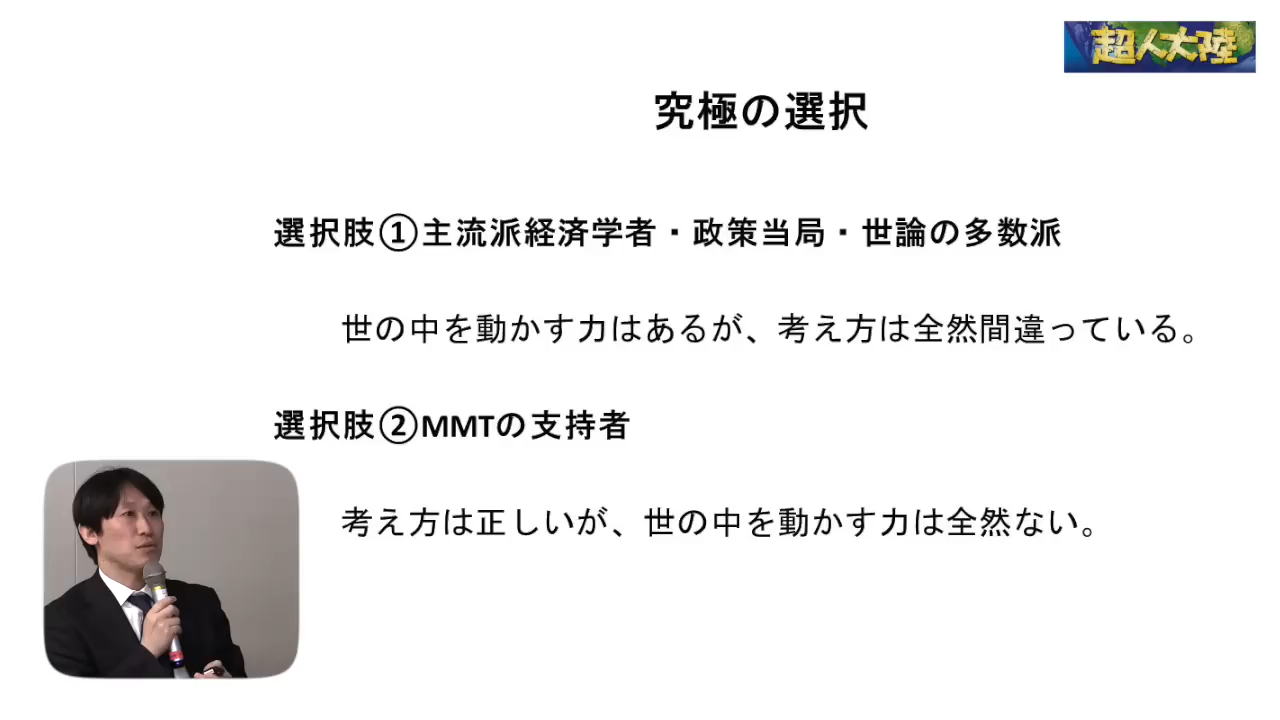 超人大陸
究極の選択
選択肢①主流派経済学者・政策当局・世論の多数派
世の中を動かす力はあるが、考え方は全然間違っている。
選択肢②MMTの支持者
考え方は正しいが、世の中を動かす力は全然ない。